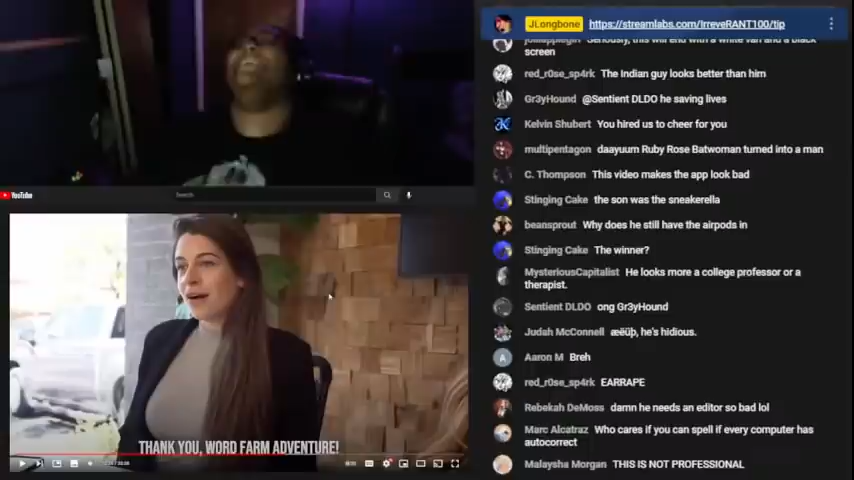 JLongbone https://streamlabs.com/IrreveRANT100/tip
jollapplegirl Seriously, this will end with a white van and a black
screen
red_r0se_sp4rk The Indian guy looks better than him
Gr3yHound @Sentient DLDO he saving lives
Kelvin Shubert You hired us to cheer for you
multipentagon daayuum Ruby Rose Batwoman turned into a man
C. Thompson This video makes the app look bad
Stinging Cake the son was the sneakerella
beansprout Why does he still have the airpods in
Stinging Cake The winner?
MysteriousCapitalist He looks more a college professor or a
therapist.
Sentient DLDO ong Gr3yHound
Judah McConnell æëüþ, he's hidious.
Aaron M Breh
red_r0se_sp4rk EARRAPE
Rebekah DeMoss damn he needs an editor so bad lol
Marc Alcatraz Who cares if you can spell if every computer has
autocorrect
Malaysha Morgan THIS IS NOT PROFESSIONAL
YouTube
Search
THANK YOU, WORD FARM ADVENTURE!